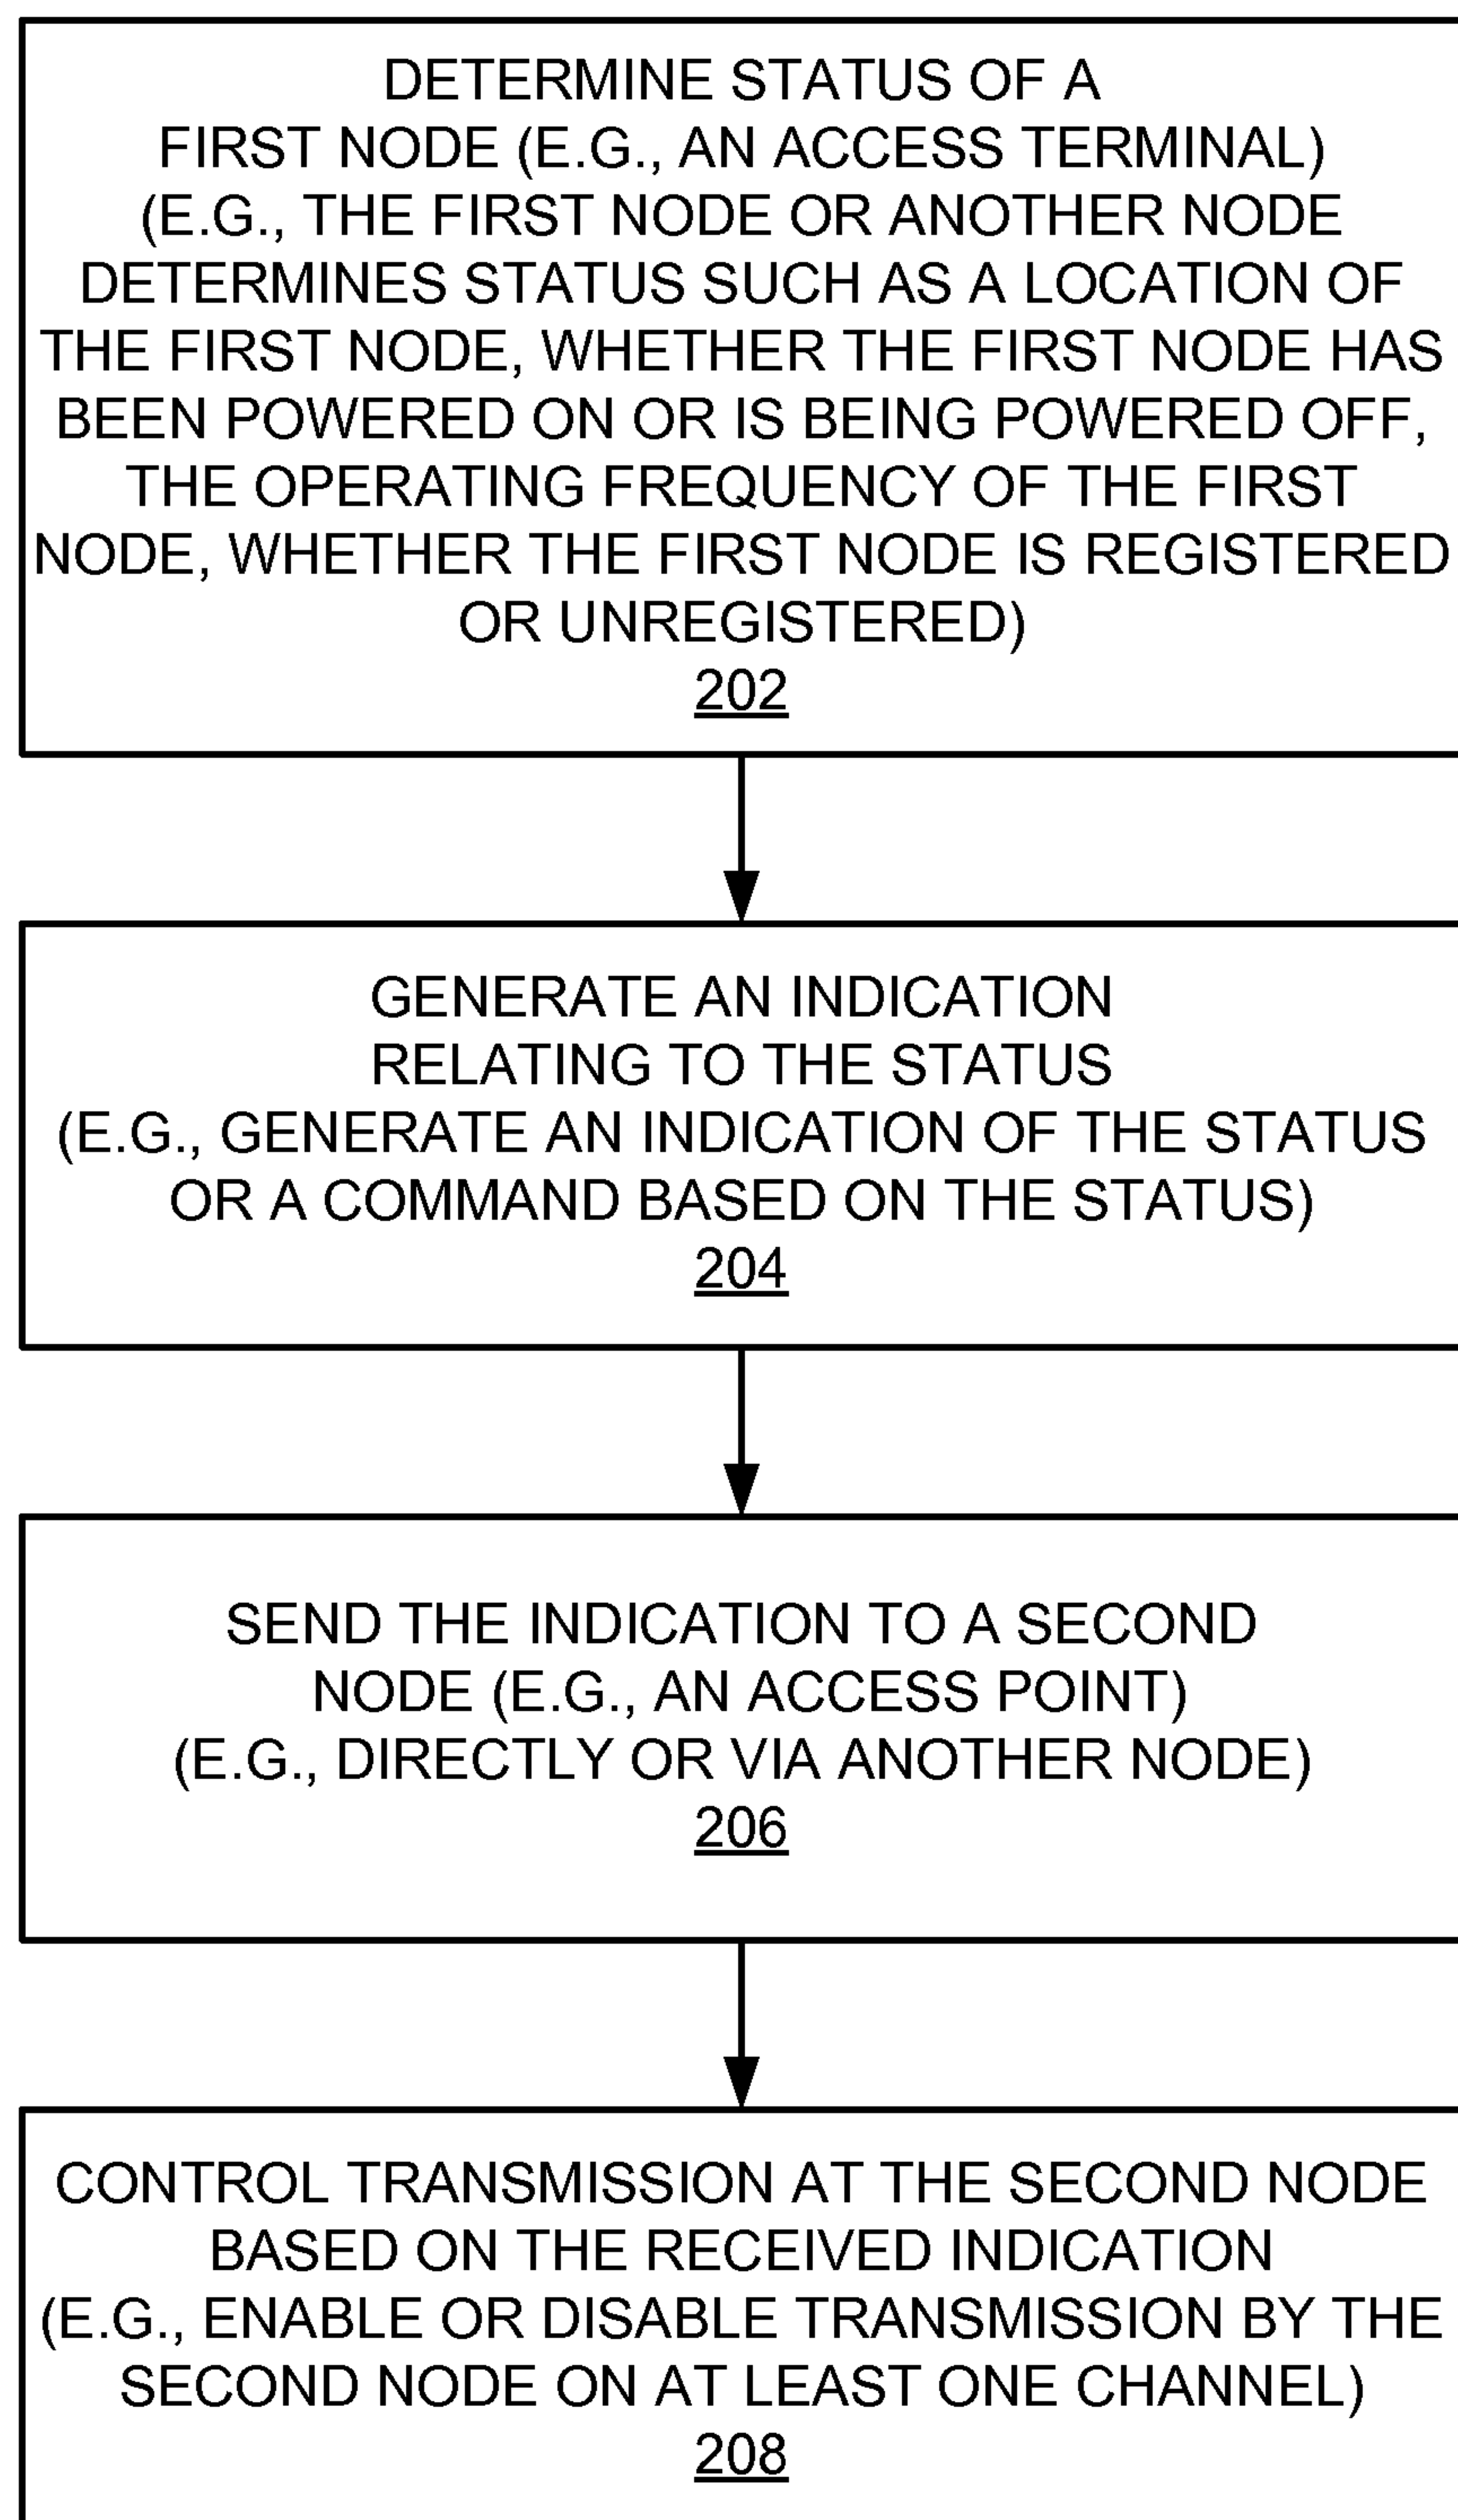 DETERMINE STATUS OF A
FIRST NODE (E.G., AN ACCESS TERMINAL)
(E.G., THE FIRST NODE OR ANOTHER NODE
DETERMINES STATUS SUCH AS A LOCATION OF
THE FIRST NODE, WHETHER THE FIRST NODE HAS
BEEN POWERED ON OR IS BEING POWERED OFF,
THE OPERATING FREQUENCY OF THE FIRST
NODE, WHETHER THE FIRST NODE IS REGISTERED
OR UNREGISTERED)
202
GENERATE AN INDICATION
RELATING TO THE STATUS
(E.G., GENERATE AN INDICATION OF THE STATUS
OR A COMMAND BASED ON THE STATUS)
204
SEND THE INDICATION TO A SECOND
NODE (E.G., AN ACCESS POINT)
(E.G., DIRECTLY OR VIA ANOTHER NODE)
206
CONTROL TRANSMISSION AT THE SECOND NODE
BASED ON THE RECEIVED INDICATION
(E.G., ENABLE OR DISABLE TRANSMISSION BY THE
SECOND NODE ON AT LEAST ONE CHANNEL)
208